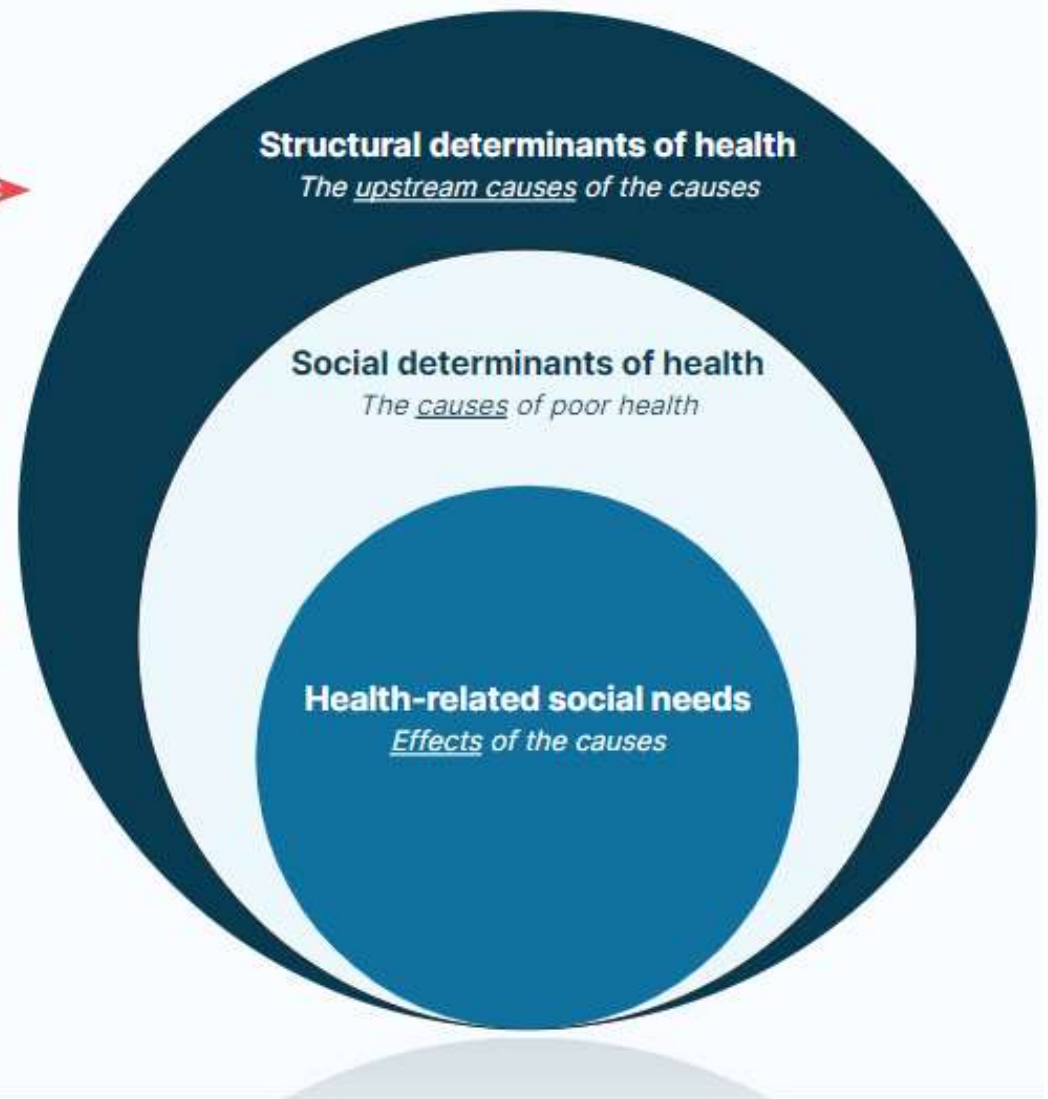 Structural determinants of health
The upstream causes of the causes
Social determinants of health
The causes of poor health
Health-related social needs
Effects of the causes